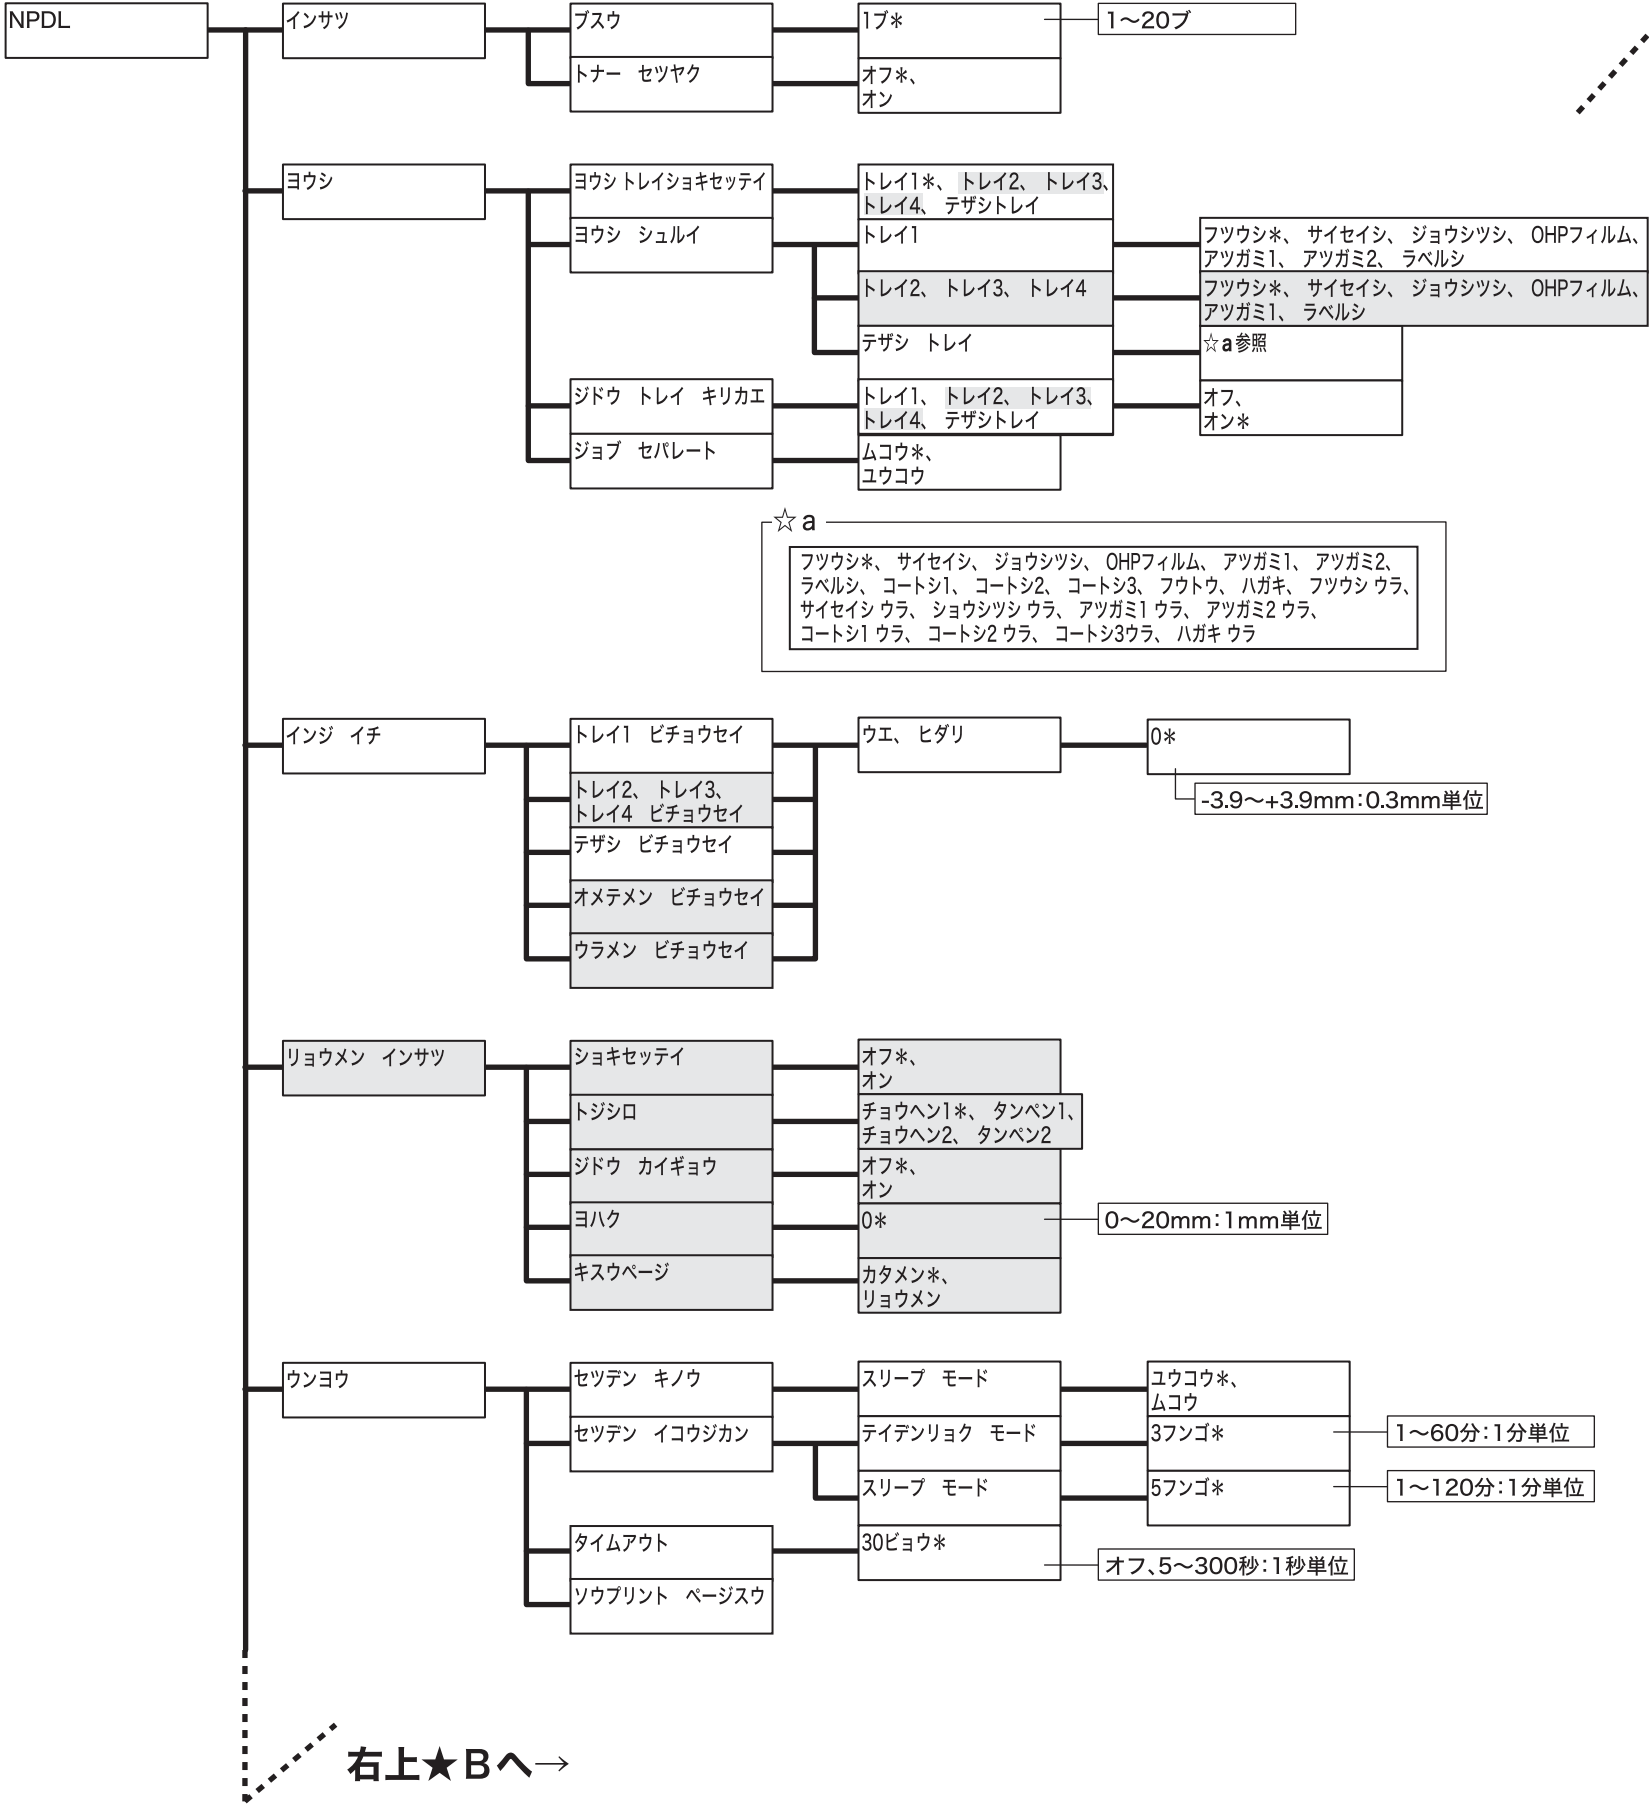 NPDL
インサツ
ブスウ
1ブ＊
1～20ブ
トナー　セツヤク
オフ＊、
オン
ヨウシ
ヨウシ トレイショキセッテイ
トレイ1＊、 トレイ2、 トレイ3、
トレイ4、 テザシトレイ
ヨウシ　シュルイ
トレイ1
フツウシ＊、 サイセイシ、 ジョウシツシ、 OHPフィルム、
アツガミ1、 アツガミ2、 ラベルシ
トレイ2、 トレイ3、 トレイ4
フツウシ＊、 サイセイシ、 ジョウシツシ、 OHPフィルム、
アツガミ1、 ラベルシ
テザシ　トレイ
☆a 参照
ジドウ　トレイ　キリカエ
トレイ1、 トレイ2、 トレイ3、
トレイ4、 テザシトレイ
オフ、
オン＊
ジョブ　セパレート
ムコウ＊、
ユウコウ
☆ a
フツウシ＊、 サイセイシ、 ジョウシツシ、 OHPフィルム、 アツガミ1、 アツガミ2、
ラベルシ、 コートシ1、 コートシ2、 コートシ3、 フウトウ、 ハガキ、 フツウシ ウラ、
サイセイシ ウラ、 ショウシツシ ウラ、 アツガミ1 ウラ、 アツガミ2 ウラ、
コートシ1 ウラ、 コートシ2 ウラ、 コートシ3ウラ、 ハガキ ウラ
インジ　イチ
トレイ1　ビチョウセイ
ウエ、 ヒダリ
0＊
-3.9～+3.9mm：0.3mm単位
トレイ2、 トレイ3、
トレイ4　ビチョウセイ
テザシ　ビチョウセイ
オメテメン　ビチョウセイ
ウラメン　ビチョウセイ
リョウメン　インサツ
ショキセッテイ
オフ＊、
オン
トジシロ
チョウヘン1＊、 タンペン1、
チョウヘン2、 タンペン2
ジドウ　カイギョウ
オフ＊、
オン
ヨハク
0＊
0～20mm：1mm単位
キスウページ
カタメン＊、
リョウメン
ウンヨウ
セツデン　キノウ
スリープ　モード
ユウコウ＊、
ムコウ
セツデン　イコウジカン
テイデンリョク　モード
3フンゴ＊
1～60分：1分単位
スリープ　モード
5フンゴ＊
1～120分：1分単位
タイムアウト
30ビョウ＊
オフ、5～300秒：1秒単位
ソウプリント　ページスウ
右上★Bへ→